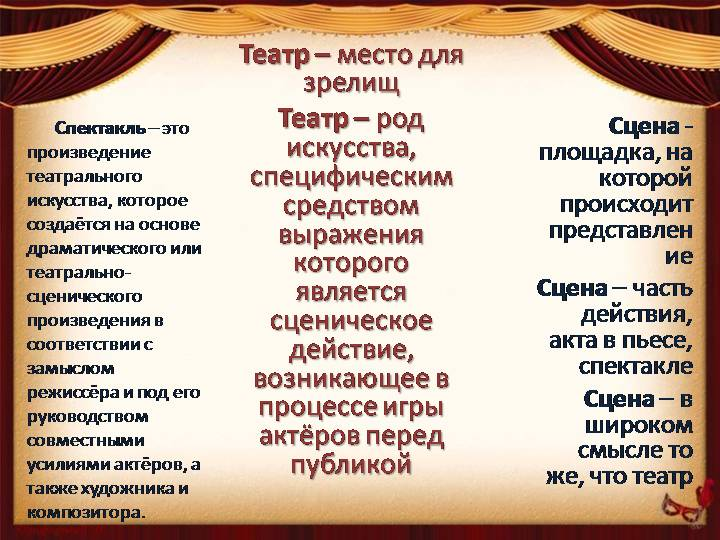 Спектакль – это
произведение
театрального
искусства, которое
создаётся на основе
драматического или
театрально-
сценического
произведения в
соответствии с
замыслом
режиссёра и под его
руководством
совместными
усилиями актёров, а
также художника и
композитора.
Театр – место для
зрелищ
Театр – род
искусства,
специфическим
средством
выражения
которого
является
сценическое
действие,
возникающее в
процессе игры
актёров перед
публикой
Сцена -
площадка, на
которой
происходит
представлен
ие
Сцена – часть
действия,
акта в пьесе,
спектакле
Сцена – в
широком
смысле то
же, что театр